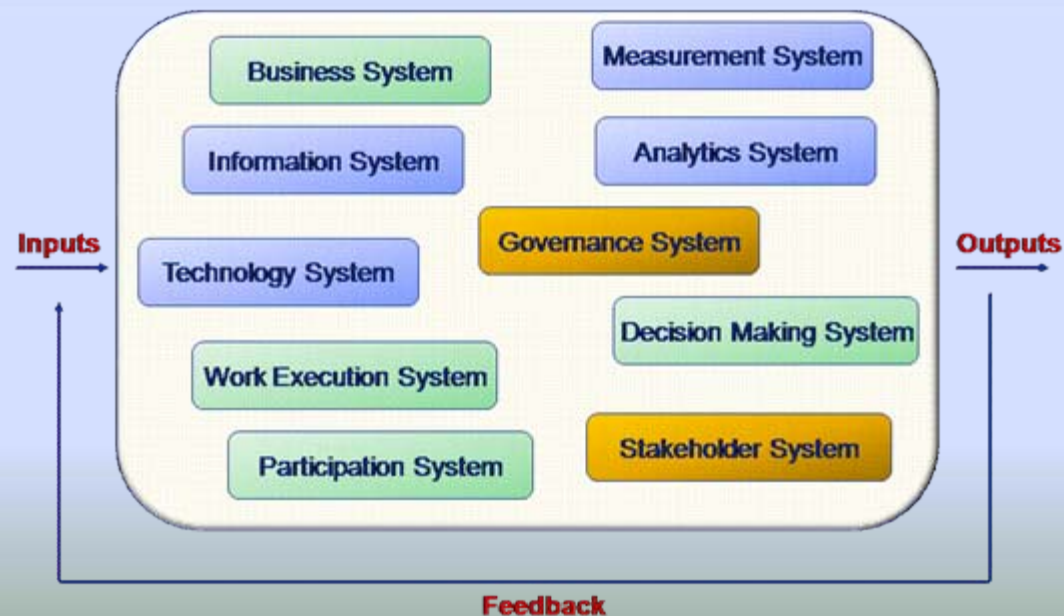 Business System
Measurement System
Information System
Analytics System
Inputs
Governance System
Outputs
Technology System
Decision Making System
Work Execution System
Participation System
Stakeholder System
Feedback